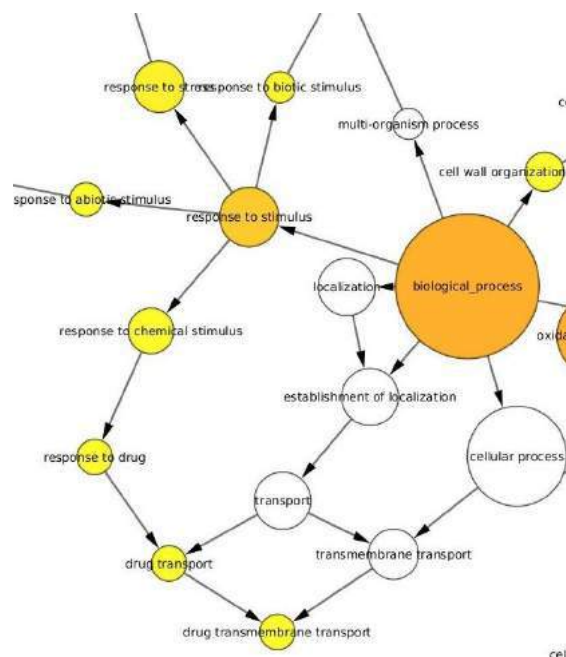 response to stress
response to biotic stimulus
multi-organism process
cell wall organization
sponse to abiotic stimulus
response to stimulus
localization
biological_process
oxida
response to chemical stimulus
establishment of localization
response to drug
cellular process
transport
drug transport
transmembrane transport
drug transmembrane transport
cel